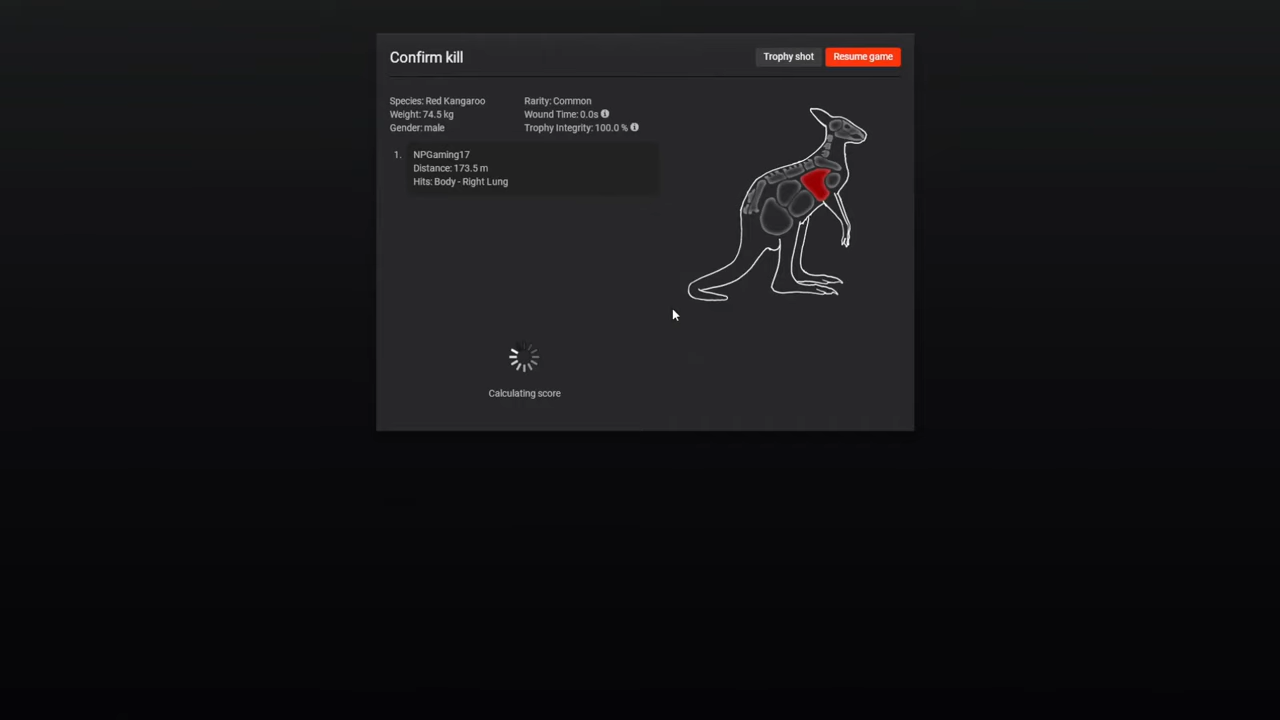 Confirm kill
Trophy shot
Resume game
Species: Red Kangaroo
Rarity: Common
Weight: 74.5 kg
Wound Time: 0.0s
Gender: male
Trophy Integrity: 100.0 %
1. NPGaming17
Distance: 173.5 m
Hits: Body - Right Lung
Calculating score